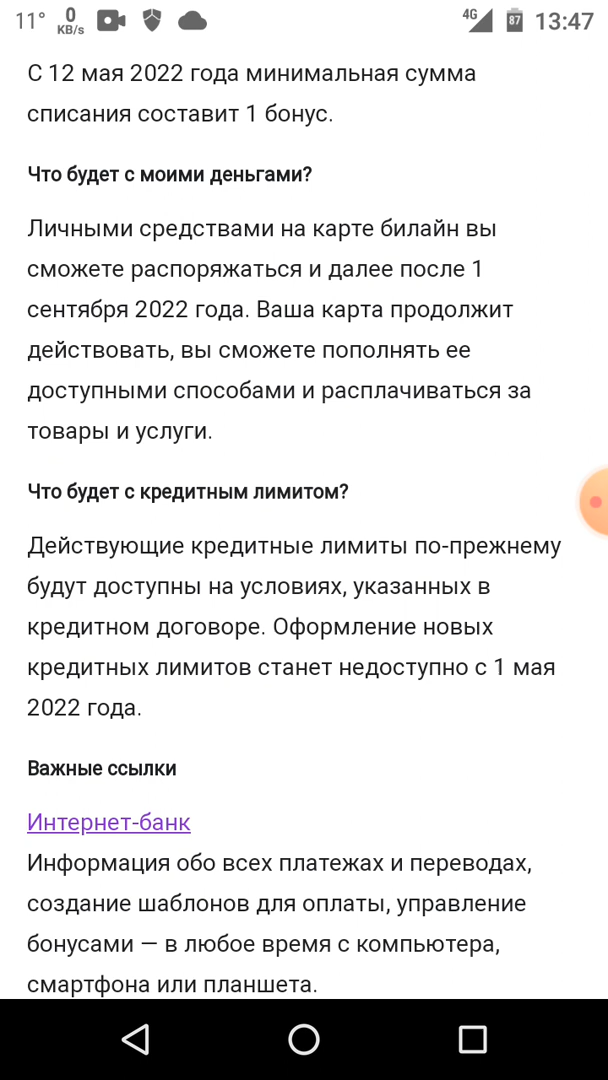 11°
0
KB/s
4G
87
13:47
С 12 мая 2022 года минимальная сумма
списания составит 1 бонус.
Что будет с моими деньгами?
Личными средствами на карте билайн вы
сможете распоряжаться и далее после 1
сентября 2022 года. Ваша карта продолжит
действовать, вы сможете пополнять ее
доступными способами и расплачиваться за
товары и услуги.
Что будет с кредитным лимитом?
Действующие кредитные лимиты по-прежнему
будут доступны на условиях, указанных в
кредитном договоре. Оформление новых
кредитных лимитов станет недоступно с 1 мая
2022 года.
Важные ссылки
Интернет-банк
Информация обо всех платежах и переводах,
создание шаблонов для оплаты, управление
бонусами — в любое время с компьютера,
смартфона или планшета.